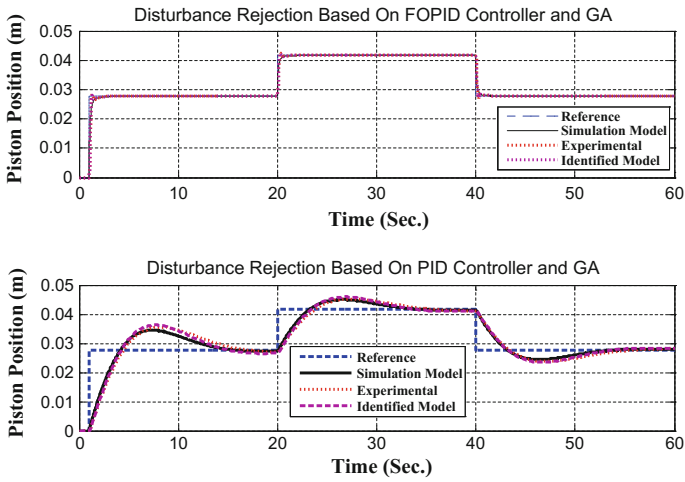 Disturbance Rejection Based On FOPID Controller and GA
Piston Position (m)
0.05
0.04
0.03
0.02
0.01
0
0 10 20 30 40 50 60
Reference
Simulation Model
Experimental
Identified Model
Time (Sec.)
Disturbance Rejection Based On PID Controller and GA
Piston Position (m)
0.05
0.04
0.03
0.02
0.01
0
0 10 20 30 40 50 60
Reference
Simulation Model
Experimental
Identified Model
Time (Sec.)